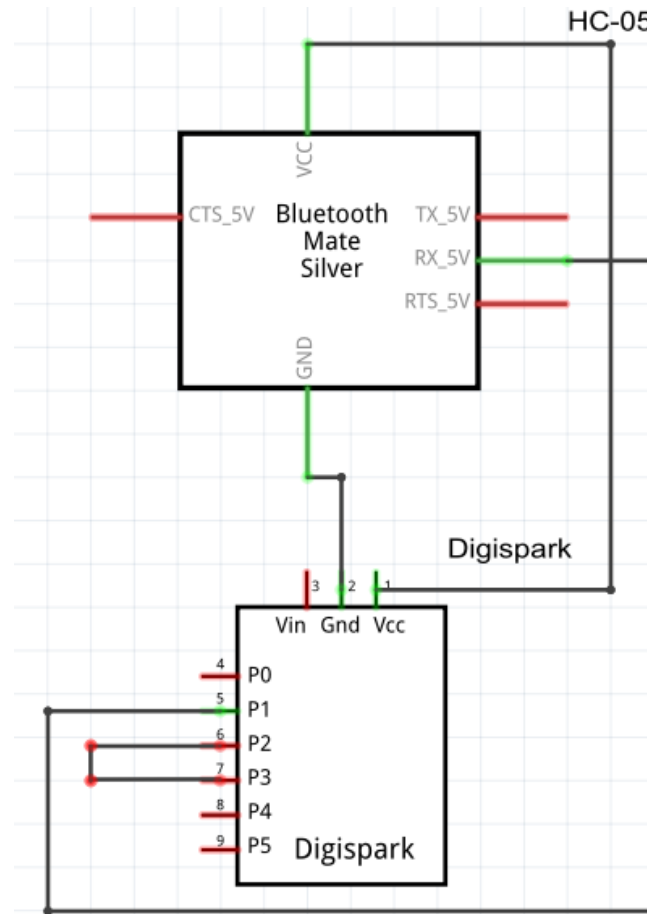 HC-05
VCC
CTS_5V
Bluetooth
Mate
Silver
TX_5V
RX_5V
RTS_5V
GND
Digispark
3
2
1
Vin Gnd Vcc
4
P0
5
P1
6
P2
7
P3
8
P4
9
P5
Digispark